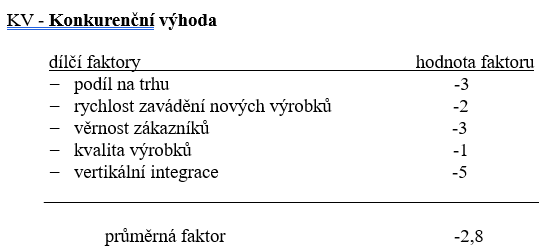 KV - Konkurenční výhoda
dílčí faktory hodnota faktoru
– podíl na trhu -3
– rychlost zavádění nových výrobků -2
– věrnost zákazníků -3
– kvalita výrobků -1
– vertikální integrace -5
průměrná faktor -2,8